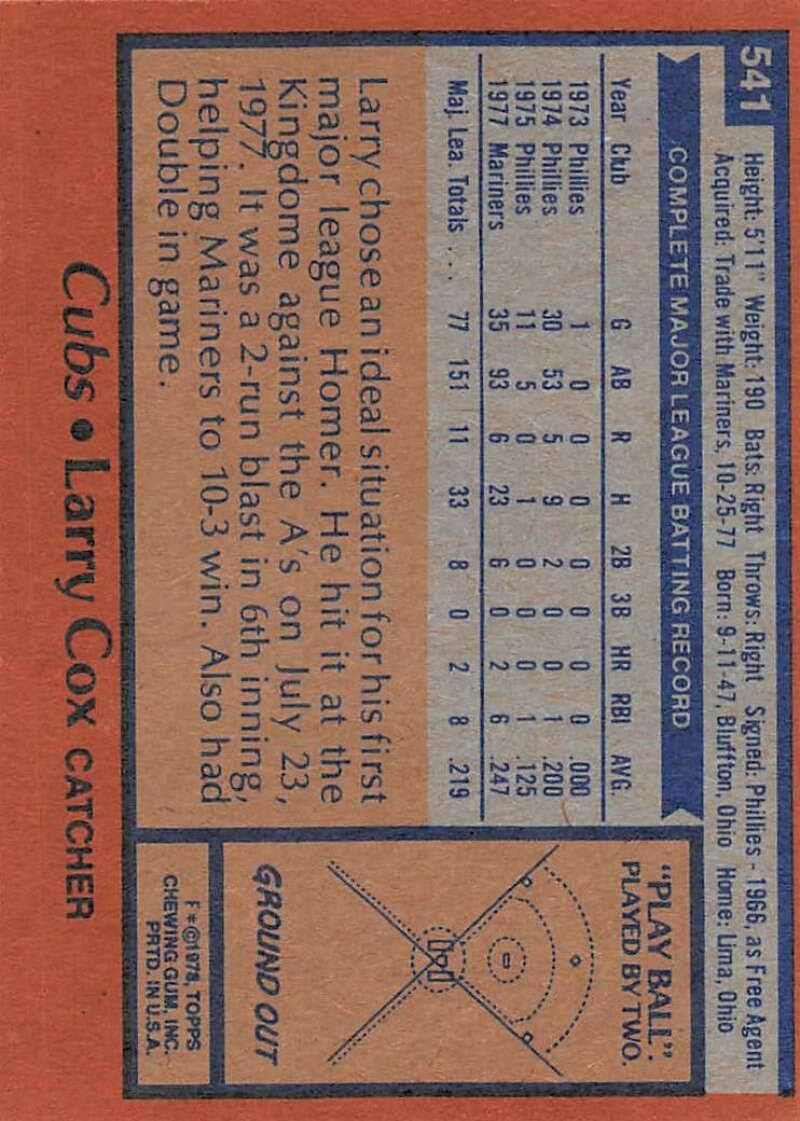 541
Height: 5'11" Weight: 190 Bats: Right Throws: Right Signed: Phillies - 1966, as Free Agent
Acquired: Trade with Mariners, 10-25-77 Born: 9-11-47, Bluffton, Ohio Home: Lima, Ohio
COMPLETE MAJOR LEAGUE BATTING RECORD
Year Club G AB R H 2B 3B HR RBI AVG.
1973 Phillies 1 0 0 0 0 0 0 0 .000
1974 Phillies 30 53 5 9 2 0 0 1 .200
1975 Phillies 11 5 0 1 0 0 0 1 .125
1977 Mariners 35 93 6 23 6 0 2 6 .247
Maj. Lea. Totals .... 77 151 11 33 8 0 2 8 .219
Larry chose an ideal situation for his first
major league Homer. He hit it at the
Kingdome against the A's on July 23,
1977. It was a 2-run blast in 6th inning,
helping Mariners to 10-3 win. Also had
Double in game.
"PLAY BALL":
PLAYED BY TWO.
GROUND OUT
F*©1978, TOPPS
CHEWING GUM, INC.
PRTD. IN U.S.A.
Cubs • Larry Cox CATCHER